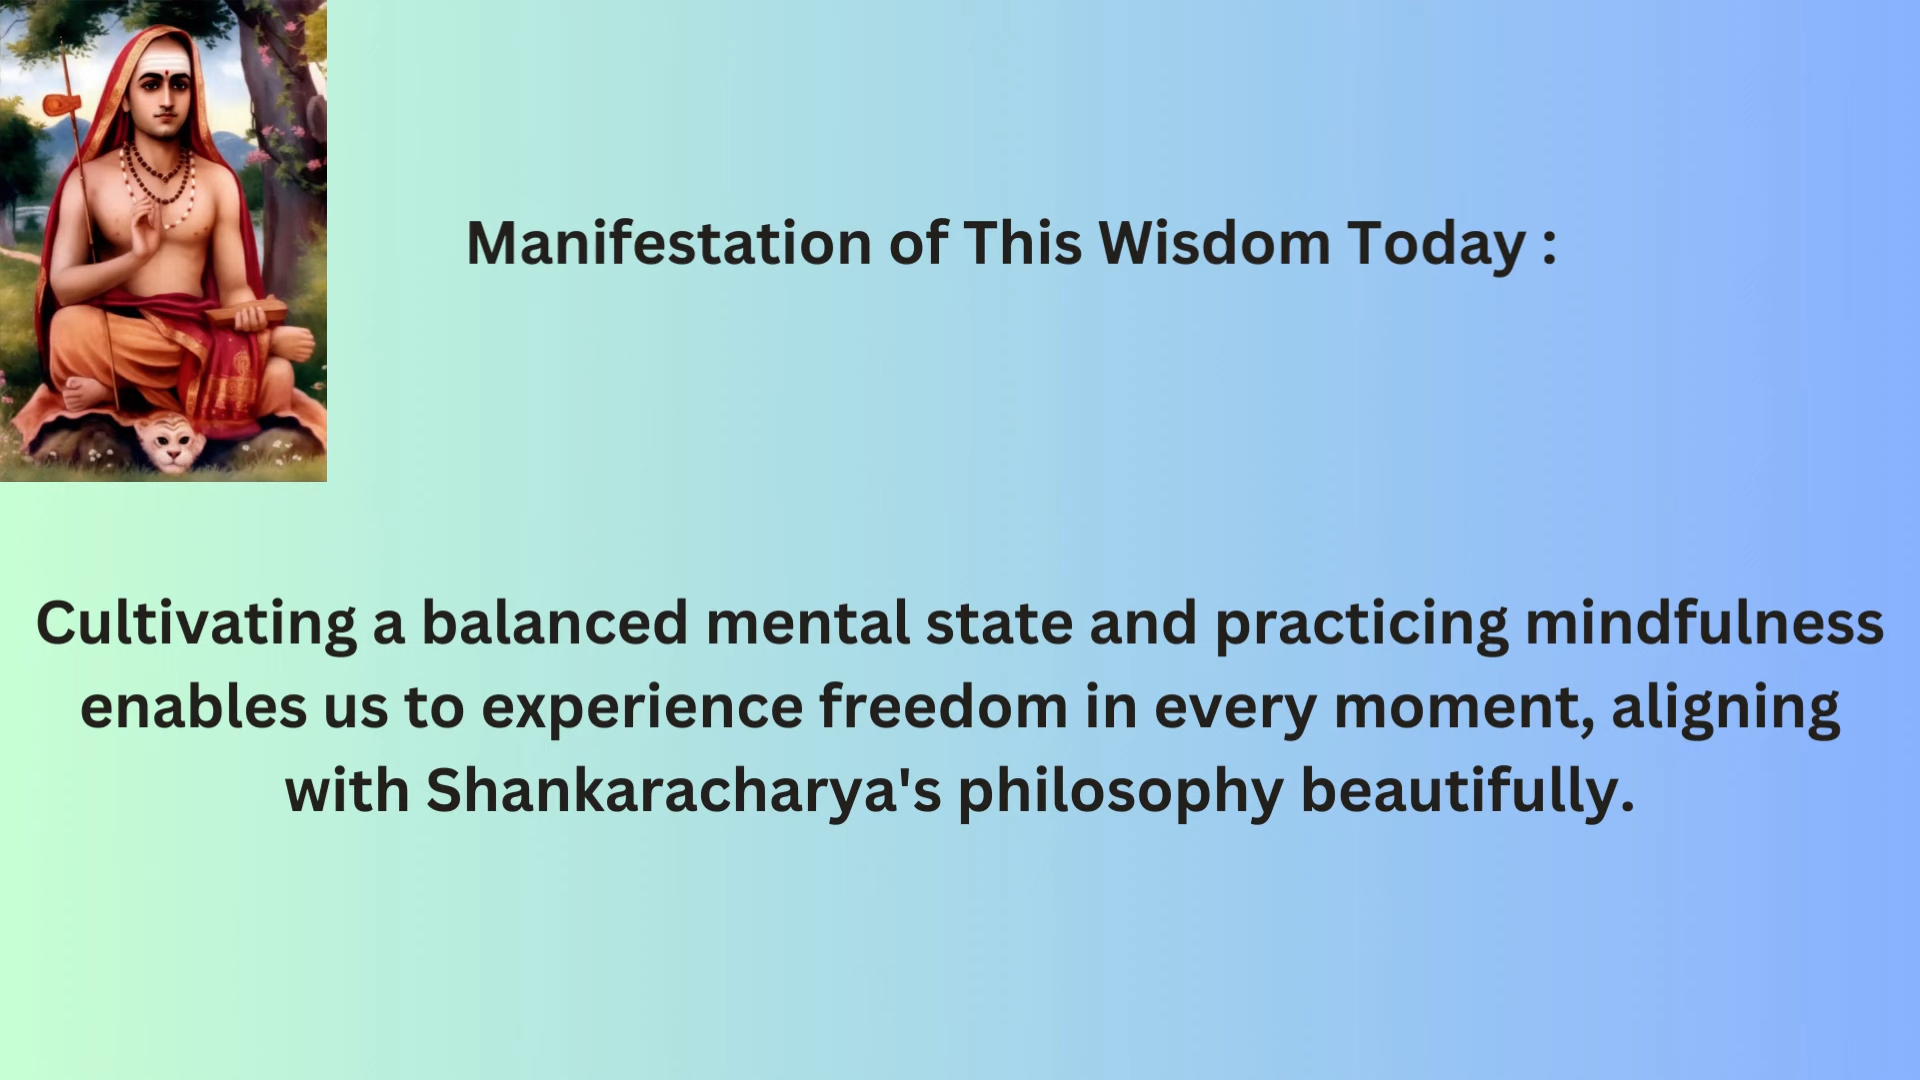 Manifestation of This Wisdom Today :
Cultivating a balanced mental state and practicing mindfulness
enables us to experience freedom in every moment, aligning
with Shankaracharya's philosophy beautifully.